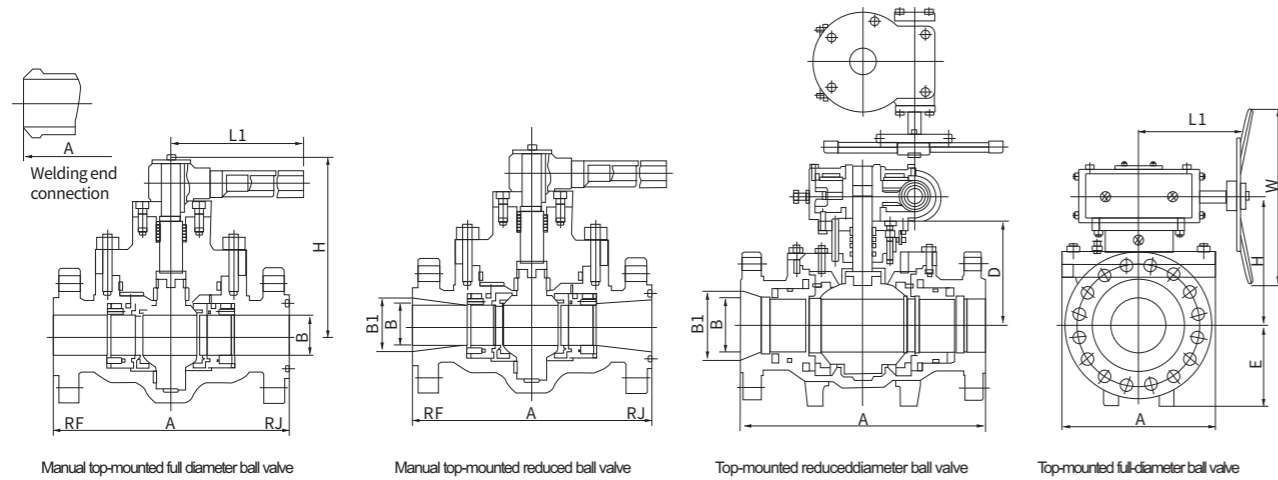 A
Welding end
connection
L1
H
B
RF
A
RJ
Manual top-mounted full diameter ball valve
B1
B
RF
A
RJ
Manual top-mounted reduced ball valve
B1
B
D
A
Top-mounted reduceddiameter ball valve
L1
W
H
E
A
Top-mounted full-diameter ball valve